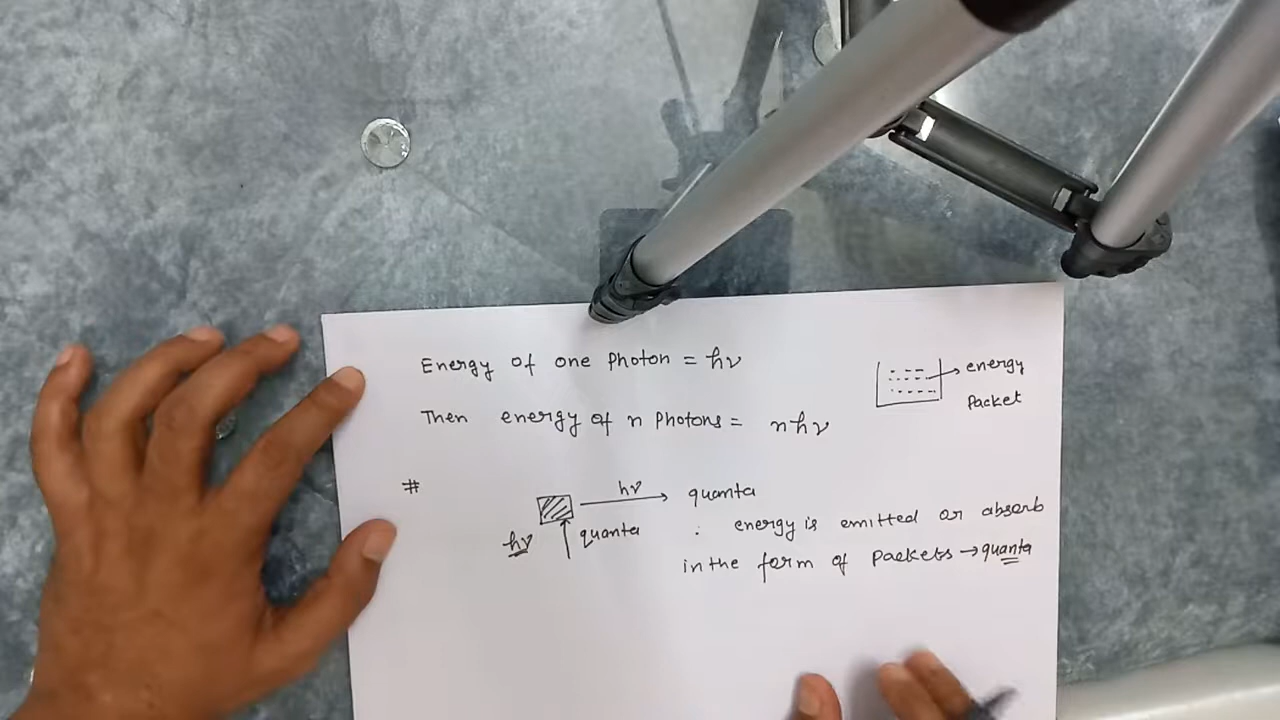 Energy of one Photon = hν
energy
Packet
Then energy of n Photons = nhν
#
hν
quanta
hν
quanta
: energy is emitted or absorb
in the form of Packets → quanta